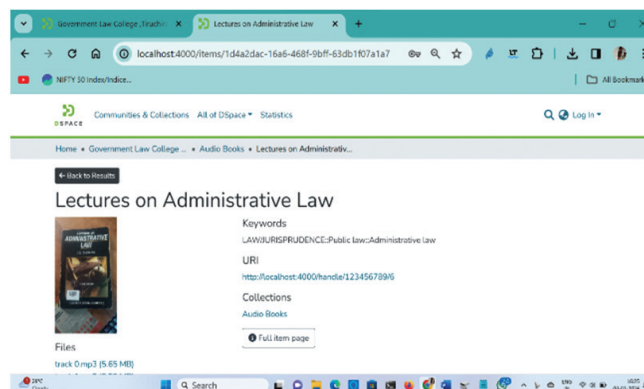 Government Law College ,Tiruchir
Lectures on Administrative Law
localhost:4000/items/1d4a2dac-16a6-468f-9bff-63db1f07a1a7
NIFTY 50 Index/Indice...
All Bookmark
DSPACE
Communities & Collections All of DSpace Statistics
Log In
Home • Government Law College ... • Audio Books • Lectures on Administrativ...
Back to Results
Lectures on Administrative Law
ADMINISTRATIVE
LAW
Keywords
LAW/JURISPRUDENCE::Public law::Administrative law
URI
http://localhost:4000/handle/123456789/6
Collections
Audio Books
Full item page
Files
track 0.mp3 (5.65 MB)
Search